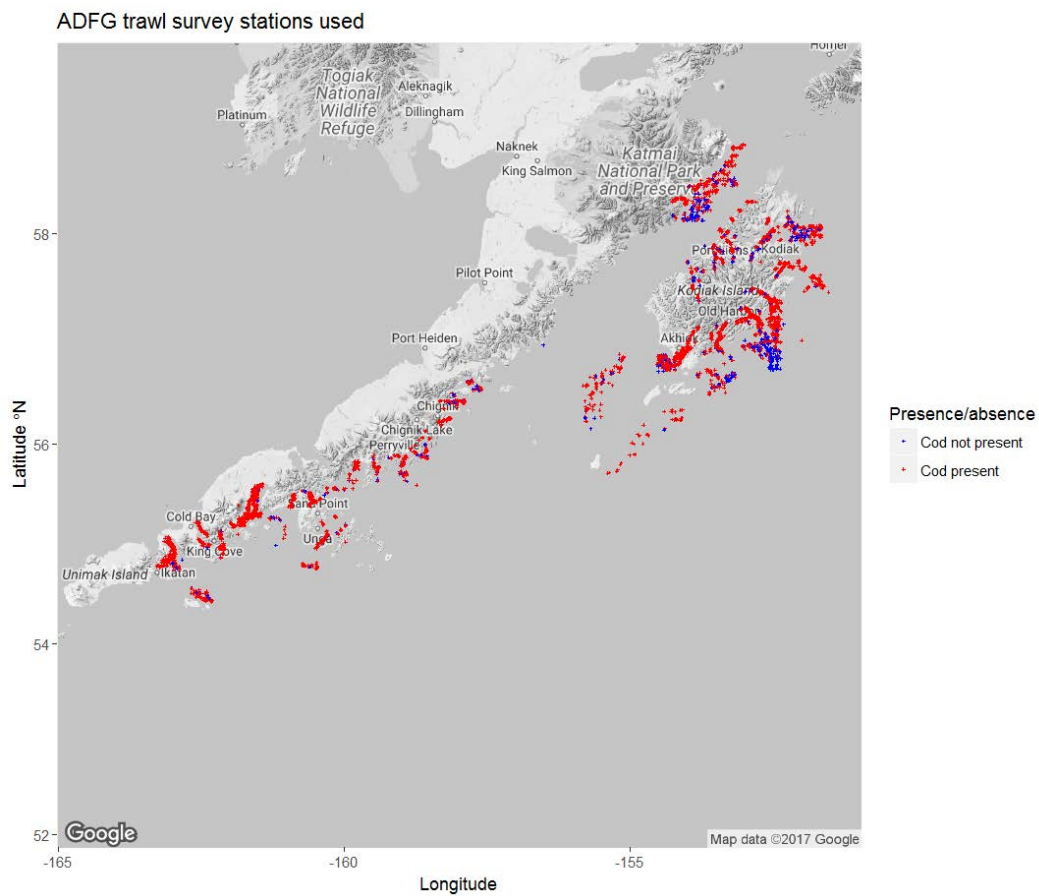 ADFG trawl survey stations used
Homer
Togiak
National
Wildlife
Refuge
Aleknagik
Platinum
Dillingham
Naknek
King Salmon
Katmai
National Park
and Preserve
58
Kodiak
Pilot Point
Kodiak Island
Old Harbor
Port Heiden
Akhiok
Presence/absence
Cod not present
Cod present
Chignik
Chignik Lake
Perryville
56
Latitude °N
Sand Point
Cold Bay
Unga
King Cove
Unimak Island
Ikatan
54
52
Google
Map data ©2017 Google
-165
-160
-155
Longitude